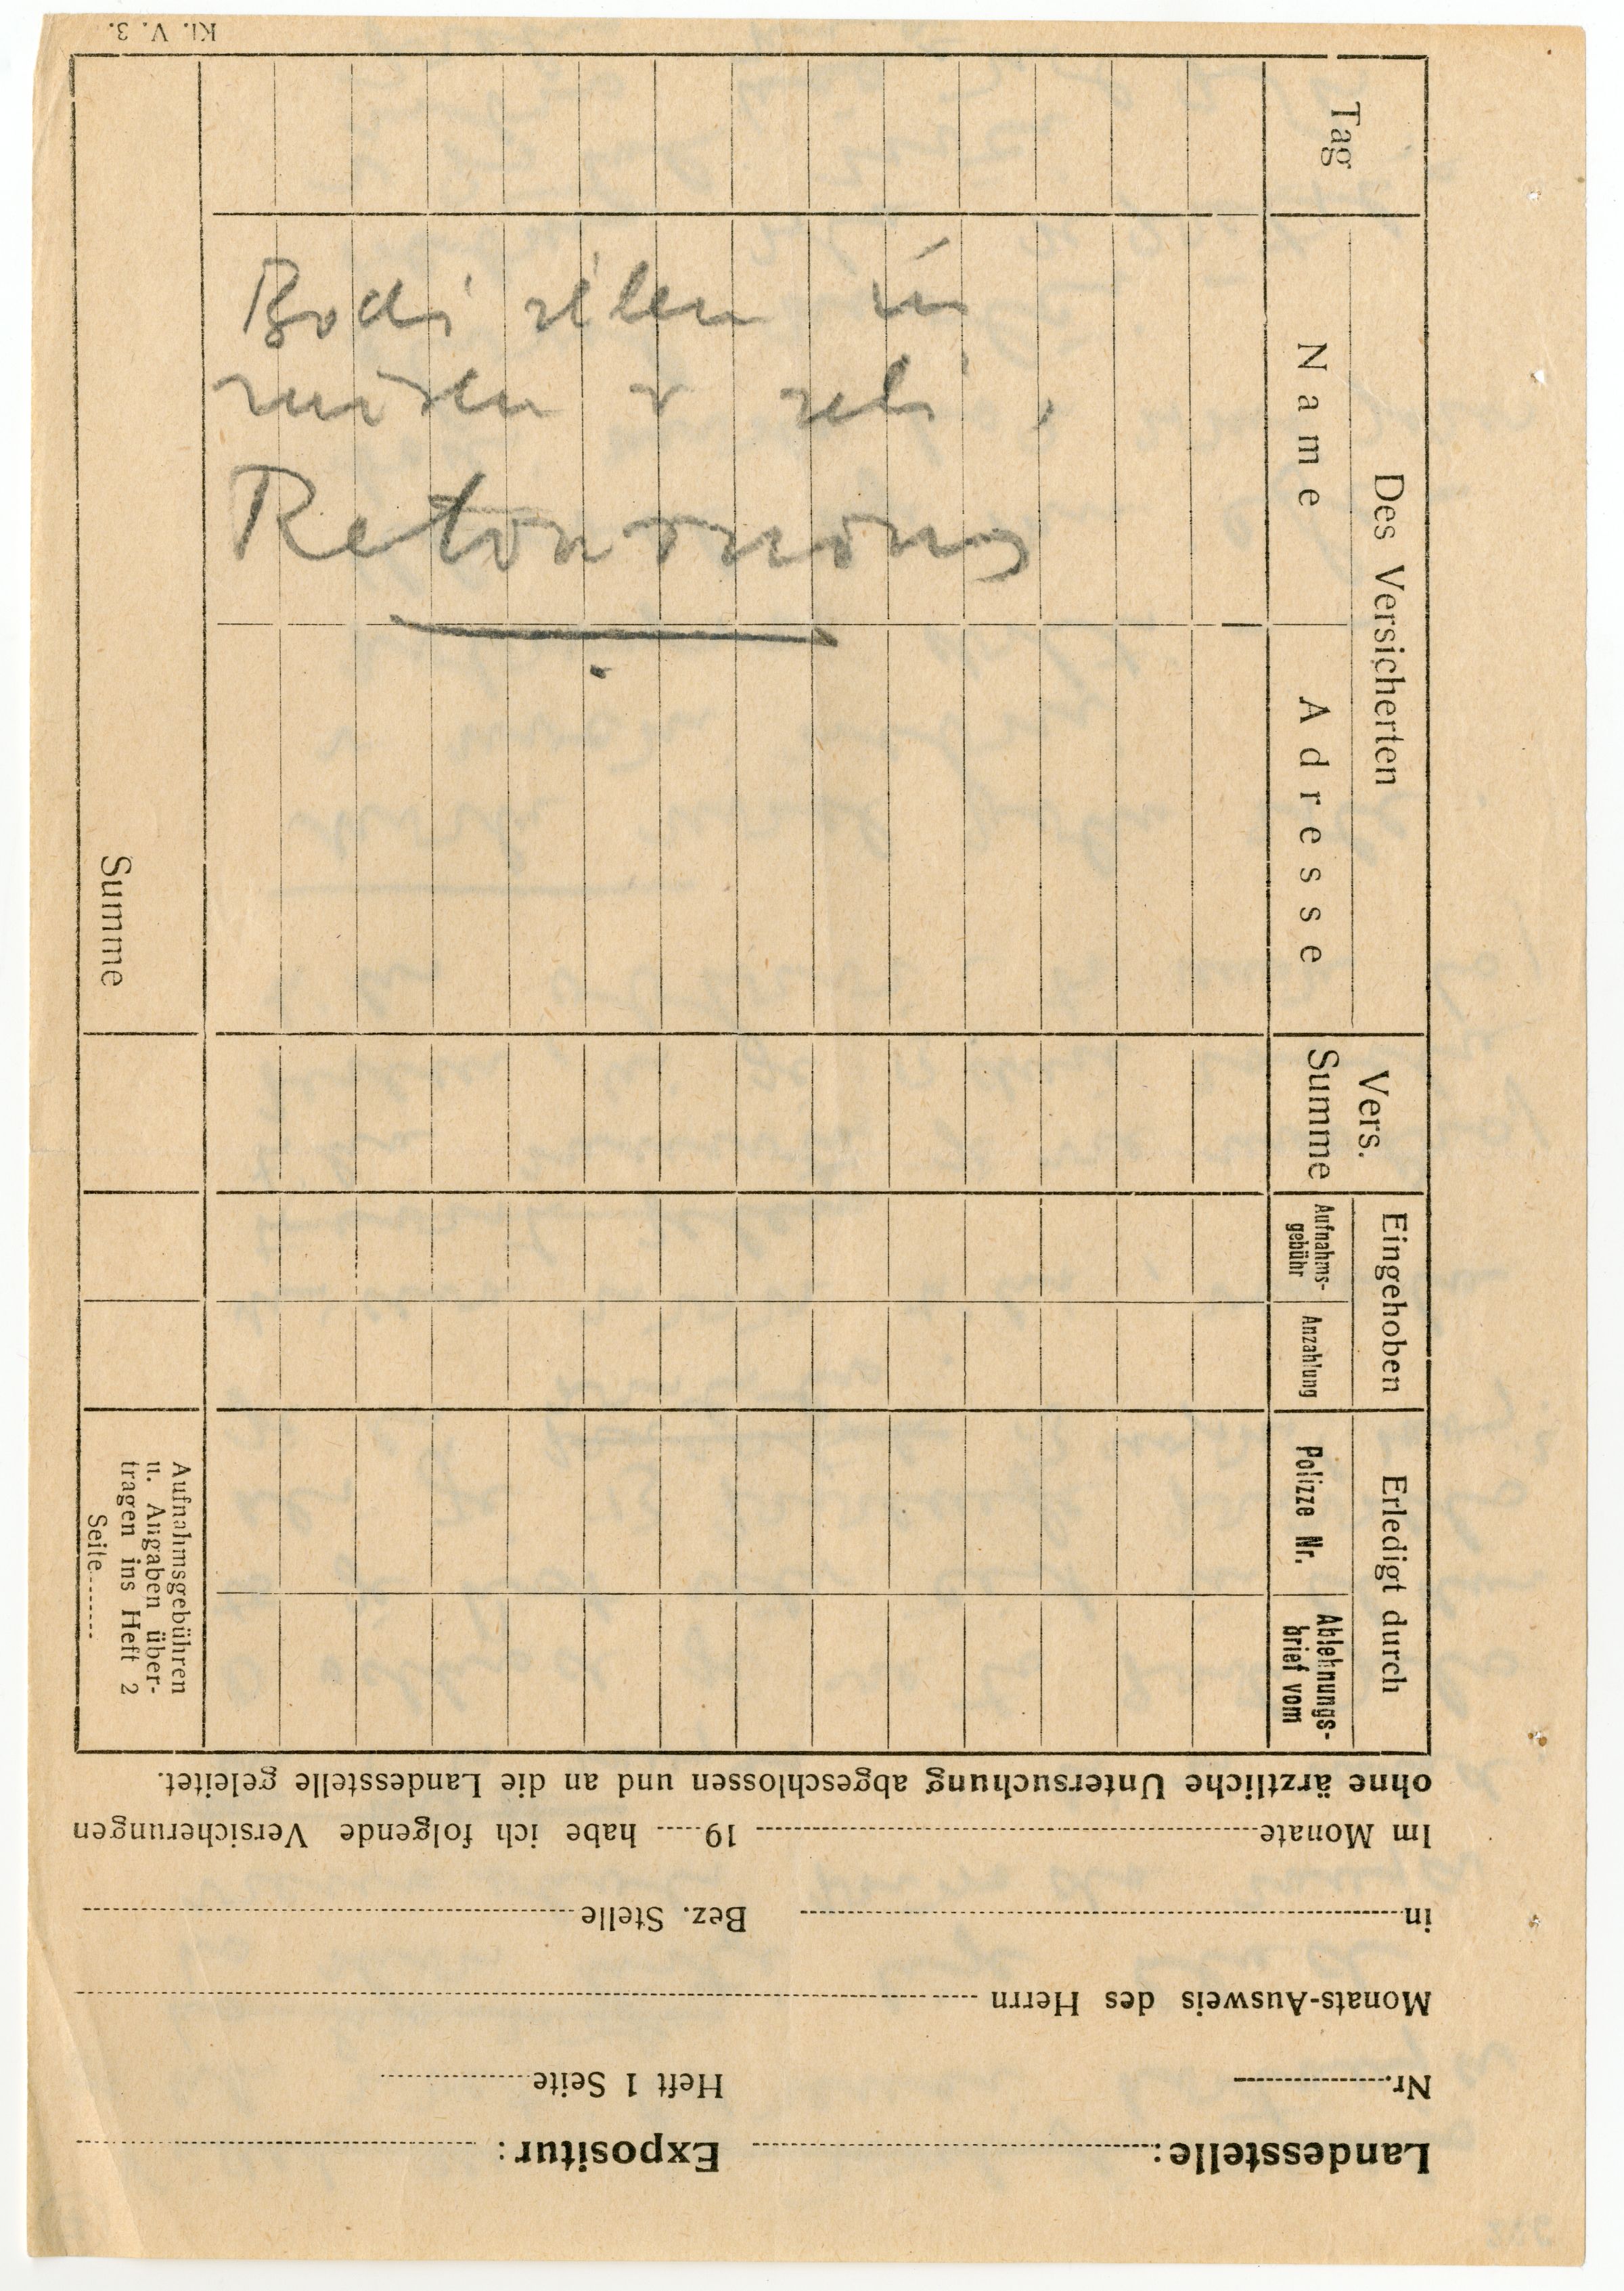 Landesstelle: Expositur:
Nr. Heft 1 Seite
Monats-Ausweis des Herrn
in Bez. Stelle
Im Monate 19 habe ich folgende Versicherungen
ohne ärztliche Untersuchung abgeschlossen und an die Landesstelle geleitet.
Tag
Des Versicherten
Name
Adresse
Vers.
Summe
Eingehoben
Aufnahms-
gebühr
Anzahlung
Erledigt durch
Polizze Nr.
Ablehnungs-
brief vom
Summe
Aufnahmsgebühren
u. Angaben über-
tragen ins Heft 2
Seite
Kl. V. 3.